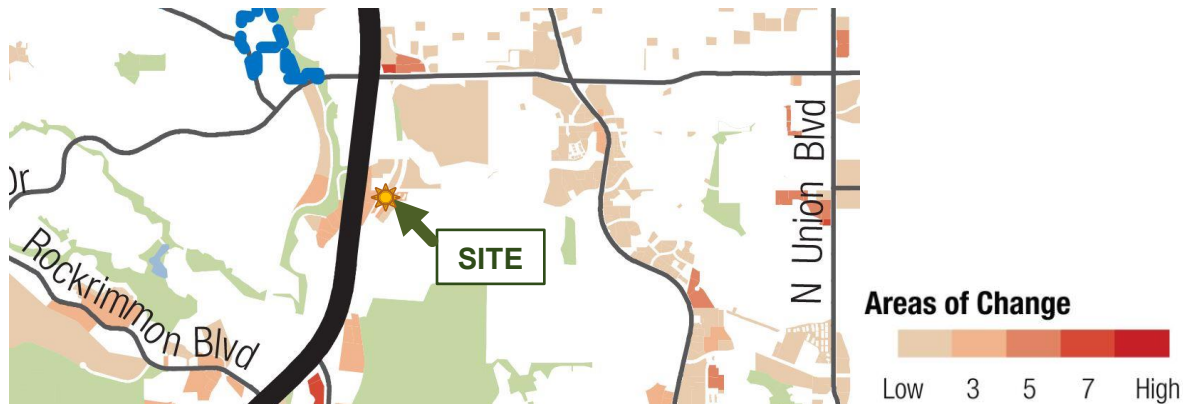 Dr
Rockrimmon Blvd
SITE
N Union Blvd
Areas of Change
Low 3 5 7 High